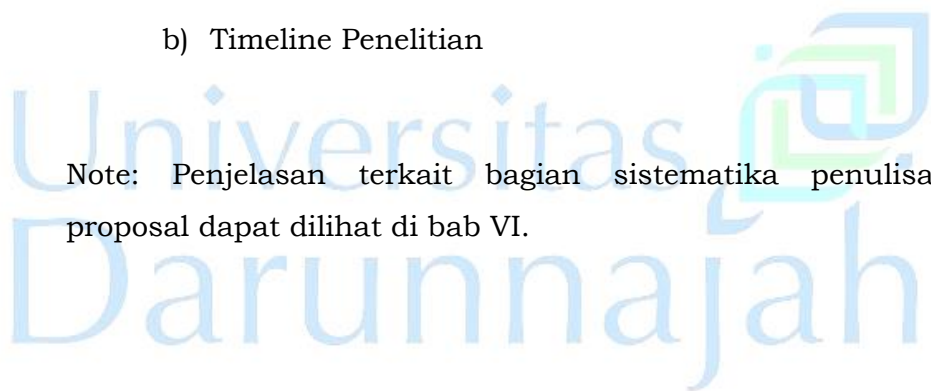 b) Timeline Penelitian
Universitas
Note: Penjelasan terkait bagian sistematika penulisa
proposal dapat dilihat di bab VI.
Darunnajah